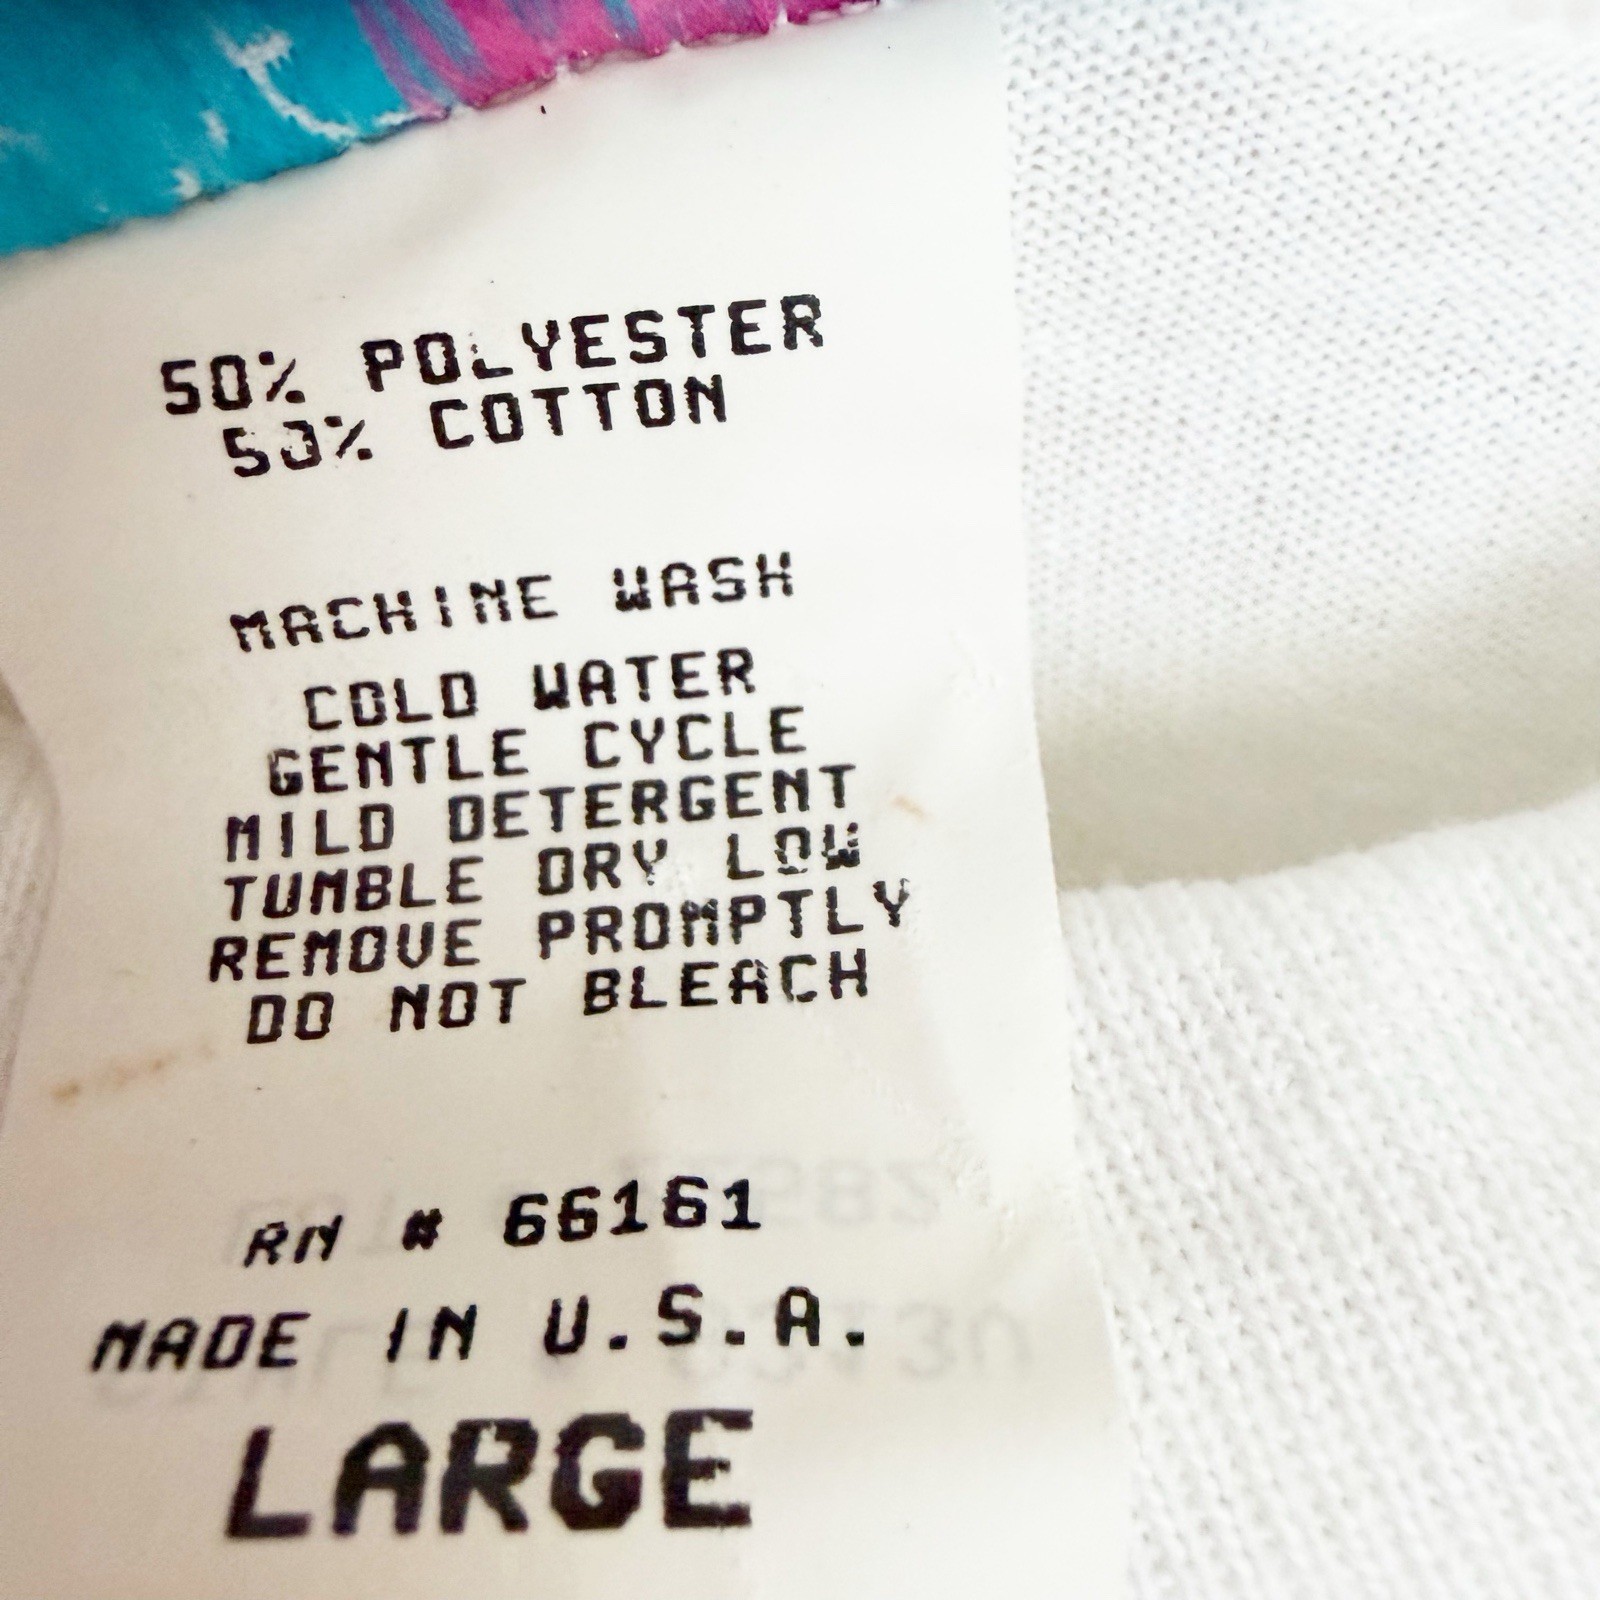 50% POLYESTER
50% COTTON
MACHINE WASH
COLD WATER
GENTLE CYCLE
MILD DETERGENT
TUMBLE DRY LOW
REMOVE PROMPTLY
DO NOT BLEACH
RN # 66161
MADE IN U.S.A.
LARGE